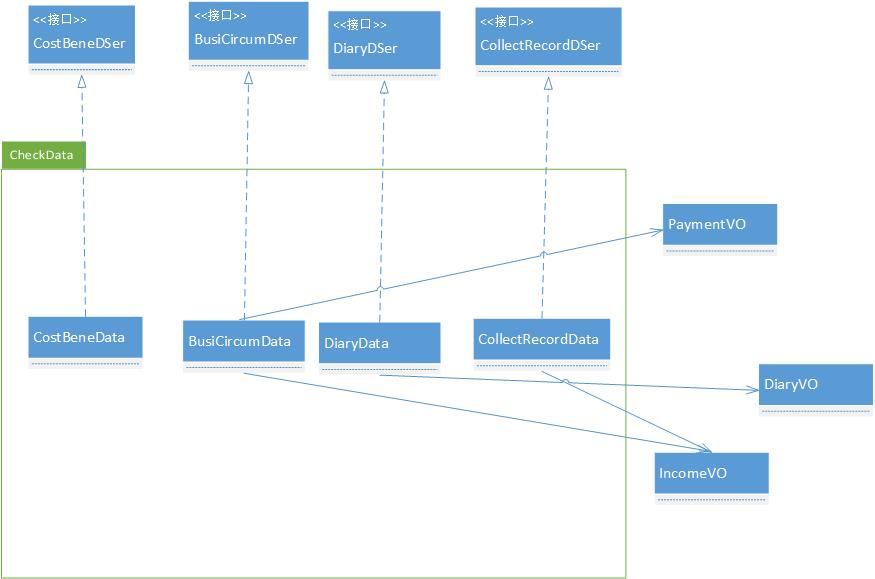 <<接口>>
CostBeneDSer
<<接口>>
BusiCircumDSer
<<接口>>
DiaryDSer
<<接口>>
CollectRecordDSer
CheckData
PaymentVO
CostBeneData
BusiCircumData
DiaryData
CollectRecordData
DiaryVO
IncomeVO